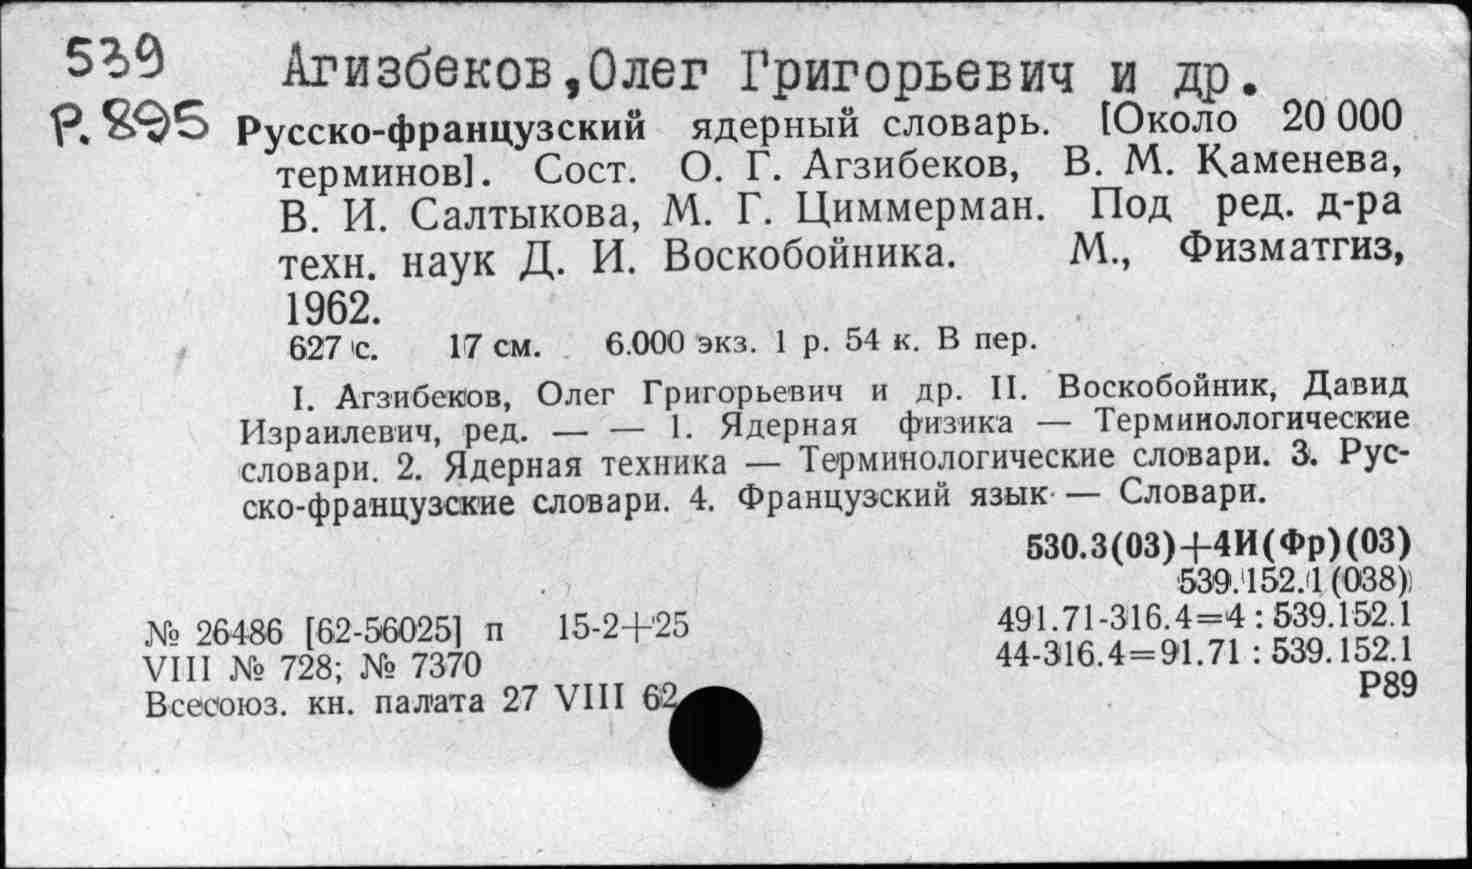 539 Агизбеков,Олег Григорьевич и др.
Р.895 Русско-французский ядерный словарь. [Около 20 000
терминов]. Сост. О. Г. Агзибеков, В. М. Каменева,
В. И. Салтыкова, М. Г. Циммерман. Под ред. д-ра
техн. наук Д. И. Воскобойника. М., Физматгиз,
1962.
627 с. 17 см. 6.000 экз. 1 р. 54 к. В пер.
I. Агзибеков, Олег Григорьевич и др. II. Воскобойник, Давид
Израилевич, ред. — — 1. Ядерная физика — Терминологические
словари. 2. Ядерная техника — Терминологические словари. 3. Рус-
ско-французские словари. 4. Французский язык — Словари.
530.3(03)+4И(Фр)(03)
539.152.1(038)
№ 26486 [62-56025] п 15-2+25 491.71-316.4=4 : 539.152.1
VIII № 728; № 7370 44-316.4=91.71 : 539.152.1
Всесоюз. кн. палата 27 VIII 62 Р89